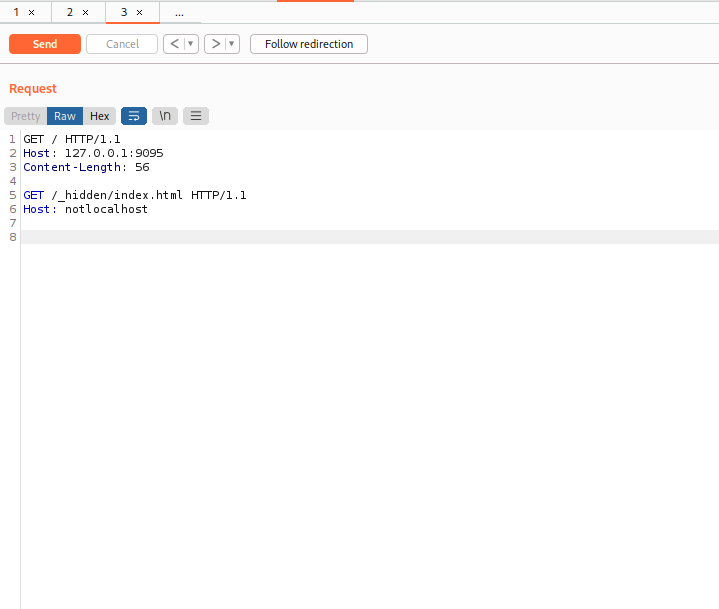 1 × 2 × 3 × ...
Send Cancel < ▼ > ▼ Follow redirection
Request
Pretty Raw Hex \n
1 GET / HTTP/1.1
2 Host: 127.0.0.1:9095
3 Content-Length: 56
4
5 GET /_hidden/index.html HTTP/1.1
6 Host: notlocalhost
7
8